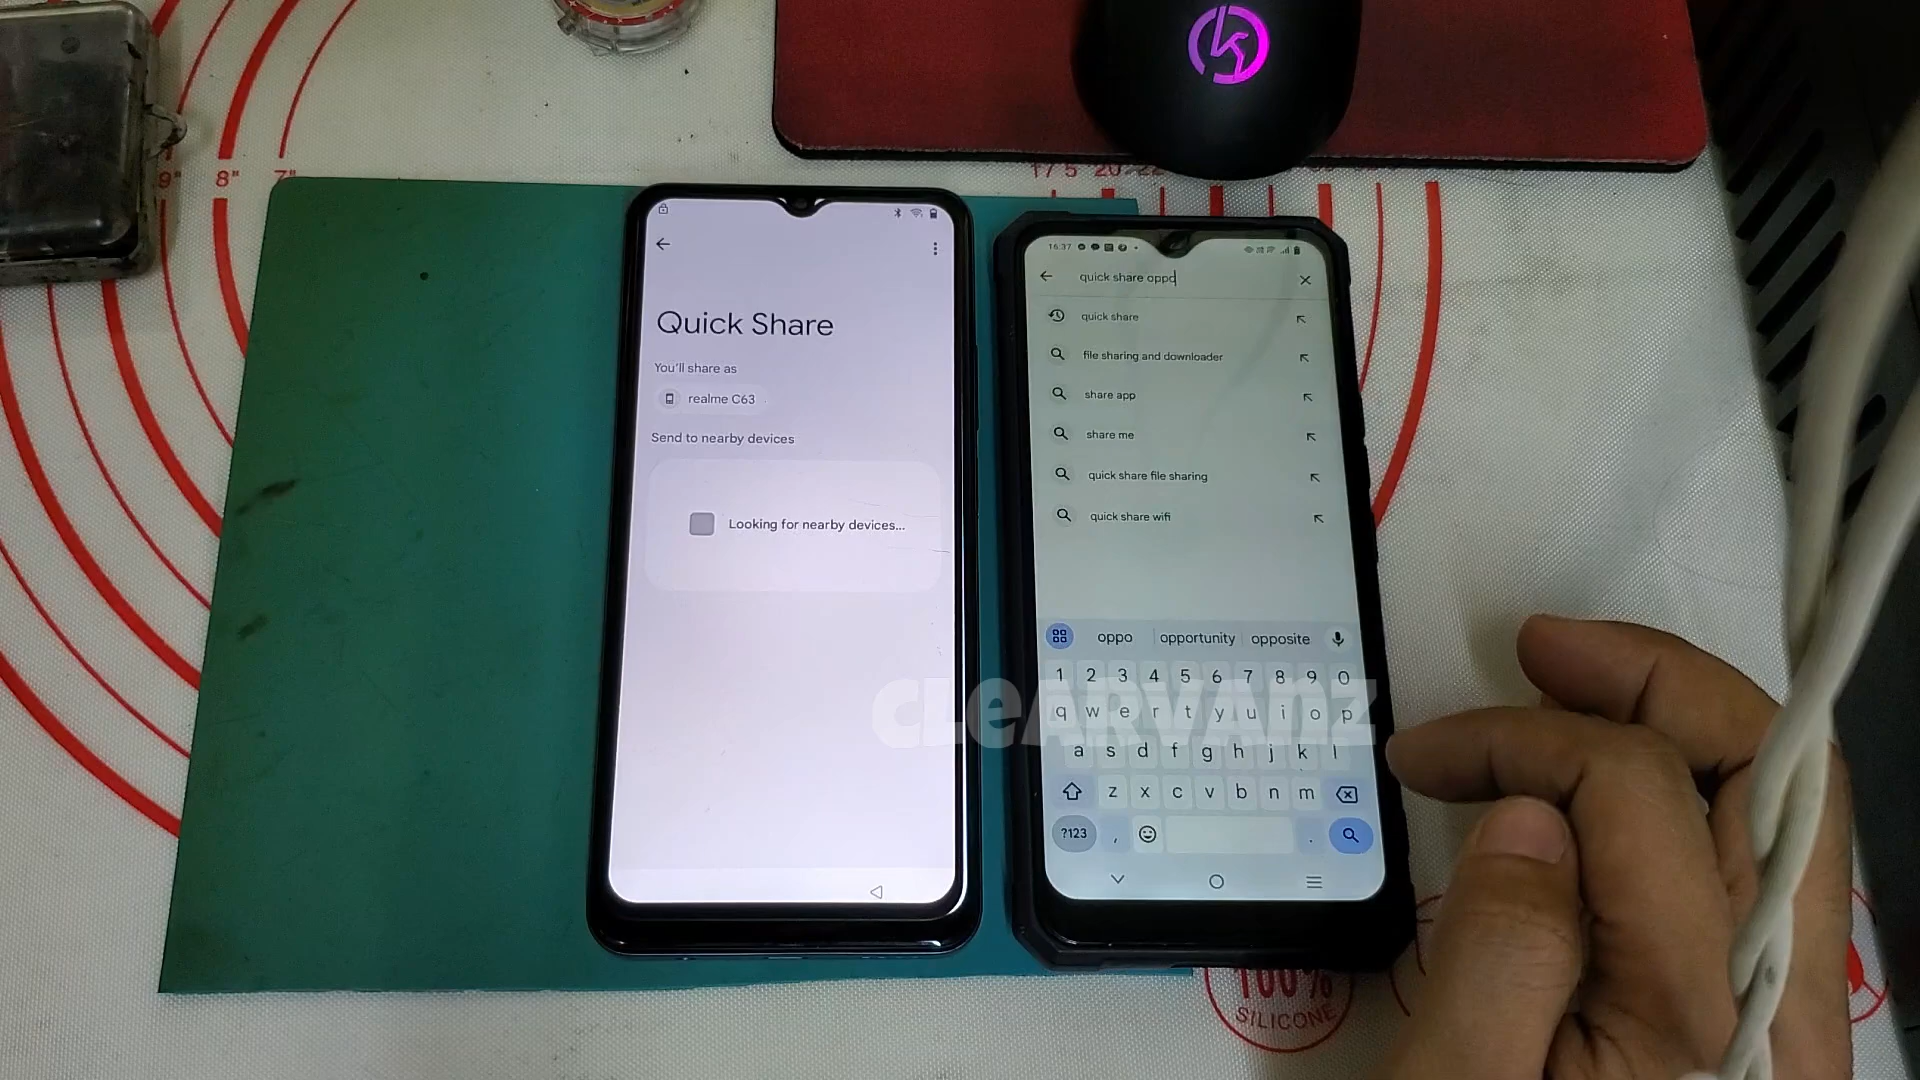 9" 8" 7"
Quick Share
You'll share as
realme C63
Send to nearby devices
Looking for nearby devices...
16:37
quick share oppo
quick share
file sharing and downloader
share app
share me
quick share file sharing
quick share wifi
oppo opportunity opposite
1 2 3 4 5 6 7 8 9 0
q w e r t y u i o p
a s d f g h j k l
z x c v b n m
?123 , .
CLEARVANZ
100%
SILICONE